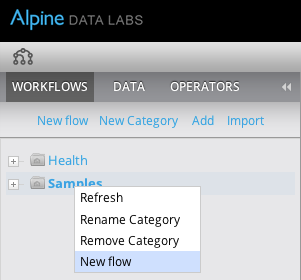 Alpine DATA LABS
WORKFLOWS DATA OPERATORS
New flow New Category Add Import
Health
Samples
Refresh
Rename Category
Remove Category
New flow